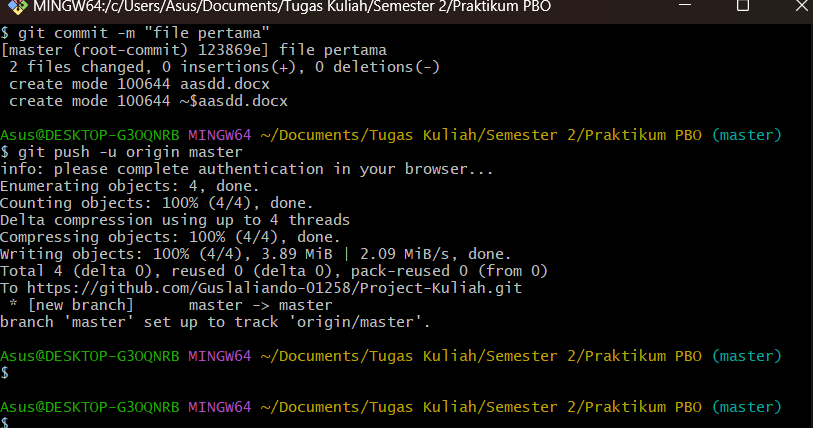 MINGW64:/c/Users/Asus/Documents/Tugas Kuliah/Semester 2/Praktikum PBO
$ git commit -m "file pertama"
[master (root-commit) 123869e] file pertama
 2 files changed, 0 insertions(+), 0 deletions(-)
 create mode 100644 aasdd.docx
 create mode 100644 ~$aasdd.docx
Asus@DESKTOP-G3OQNRB MINGW64 ~/Documents/Tugas Kuliah/Semester 2/Praktikum PBO (master)
$ git push -u origin master
info: please complete authentication in your browser...
Enumerating objects: 4, done.
Counting objects: 100% (4/4), done.
Delta compression using up to 4 threads
Compressing objects: 100% (4/4), done.
Writing objects: 100% (4/4), 3.89 MiB | 2.09 MiB/s, done.
Total 4 (delta 0), reused 0 (delta 0), pack-reused 0 (from 0)
To https://github.com/Guslaliando-01258/Project-Kuliah.git
 * [new branch]      master -> master
branch 'master' set up to track 'origin/master'.
Asus@DESKTOP-G3OQNRB MINGW64 ~/Documents/Tugas Kuliah/Semester 2/Praktikum PBO (master)
$
Asus@DESKTOP-G3OQNRB MINGW64 ~/Documents/Tugas Kuliah/Semester 2/Praktikum PBO (master)
$